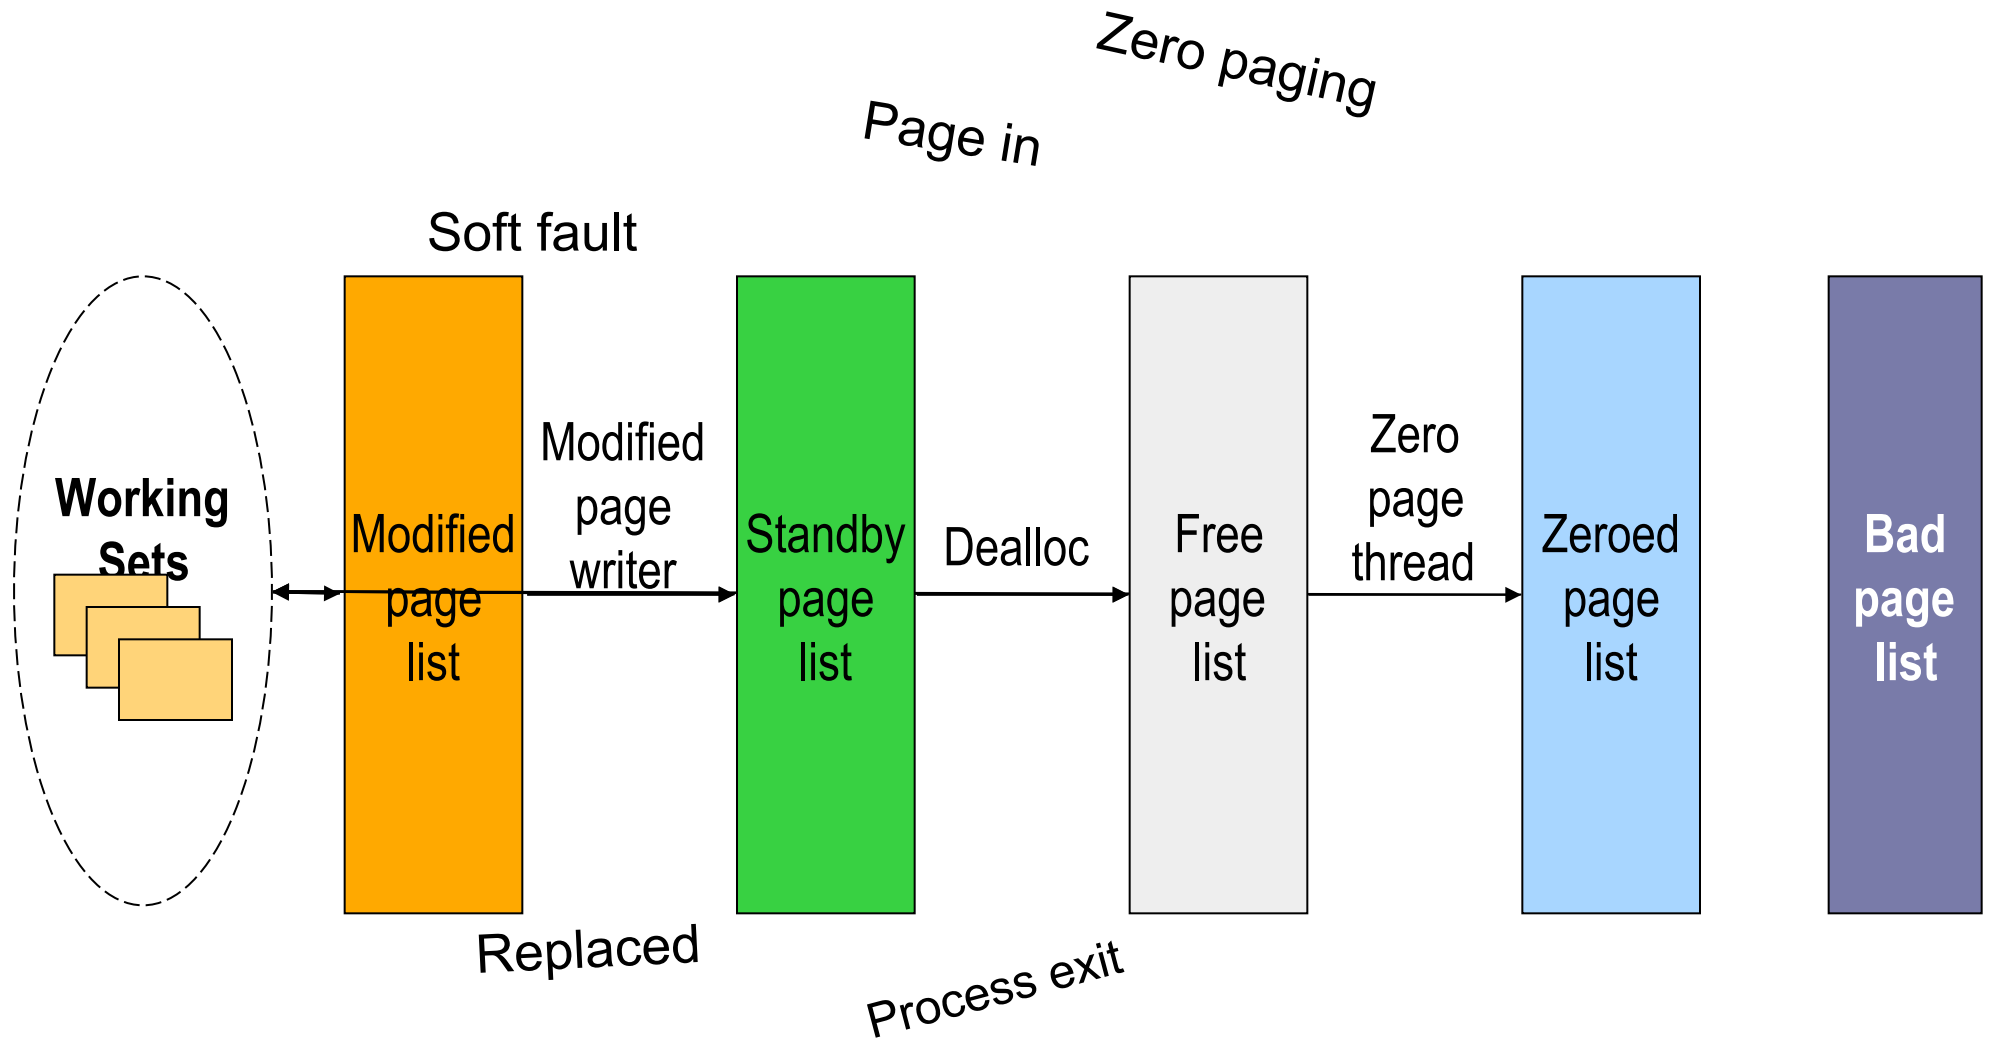 Zero paging
Page in
Soft fault
Working
Sets
Modified
page
list
Modified
page
writer
Standby
page
list
Dealloc
Free
page
list
Zero
page
thread
Zeroed
page
list
Bad
page
list
Replaced
Process exit